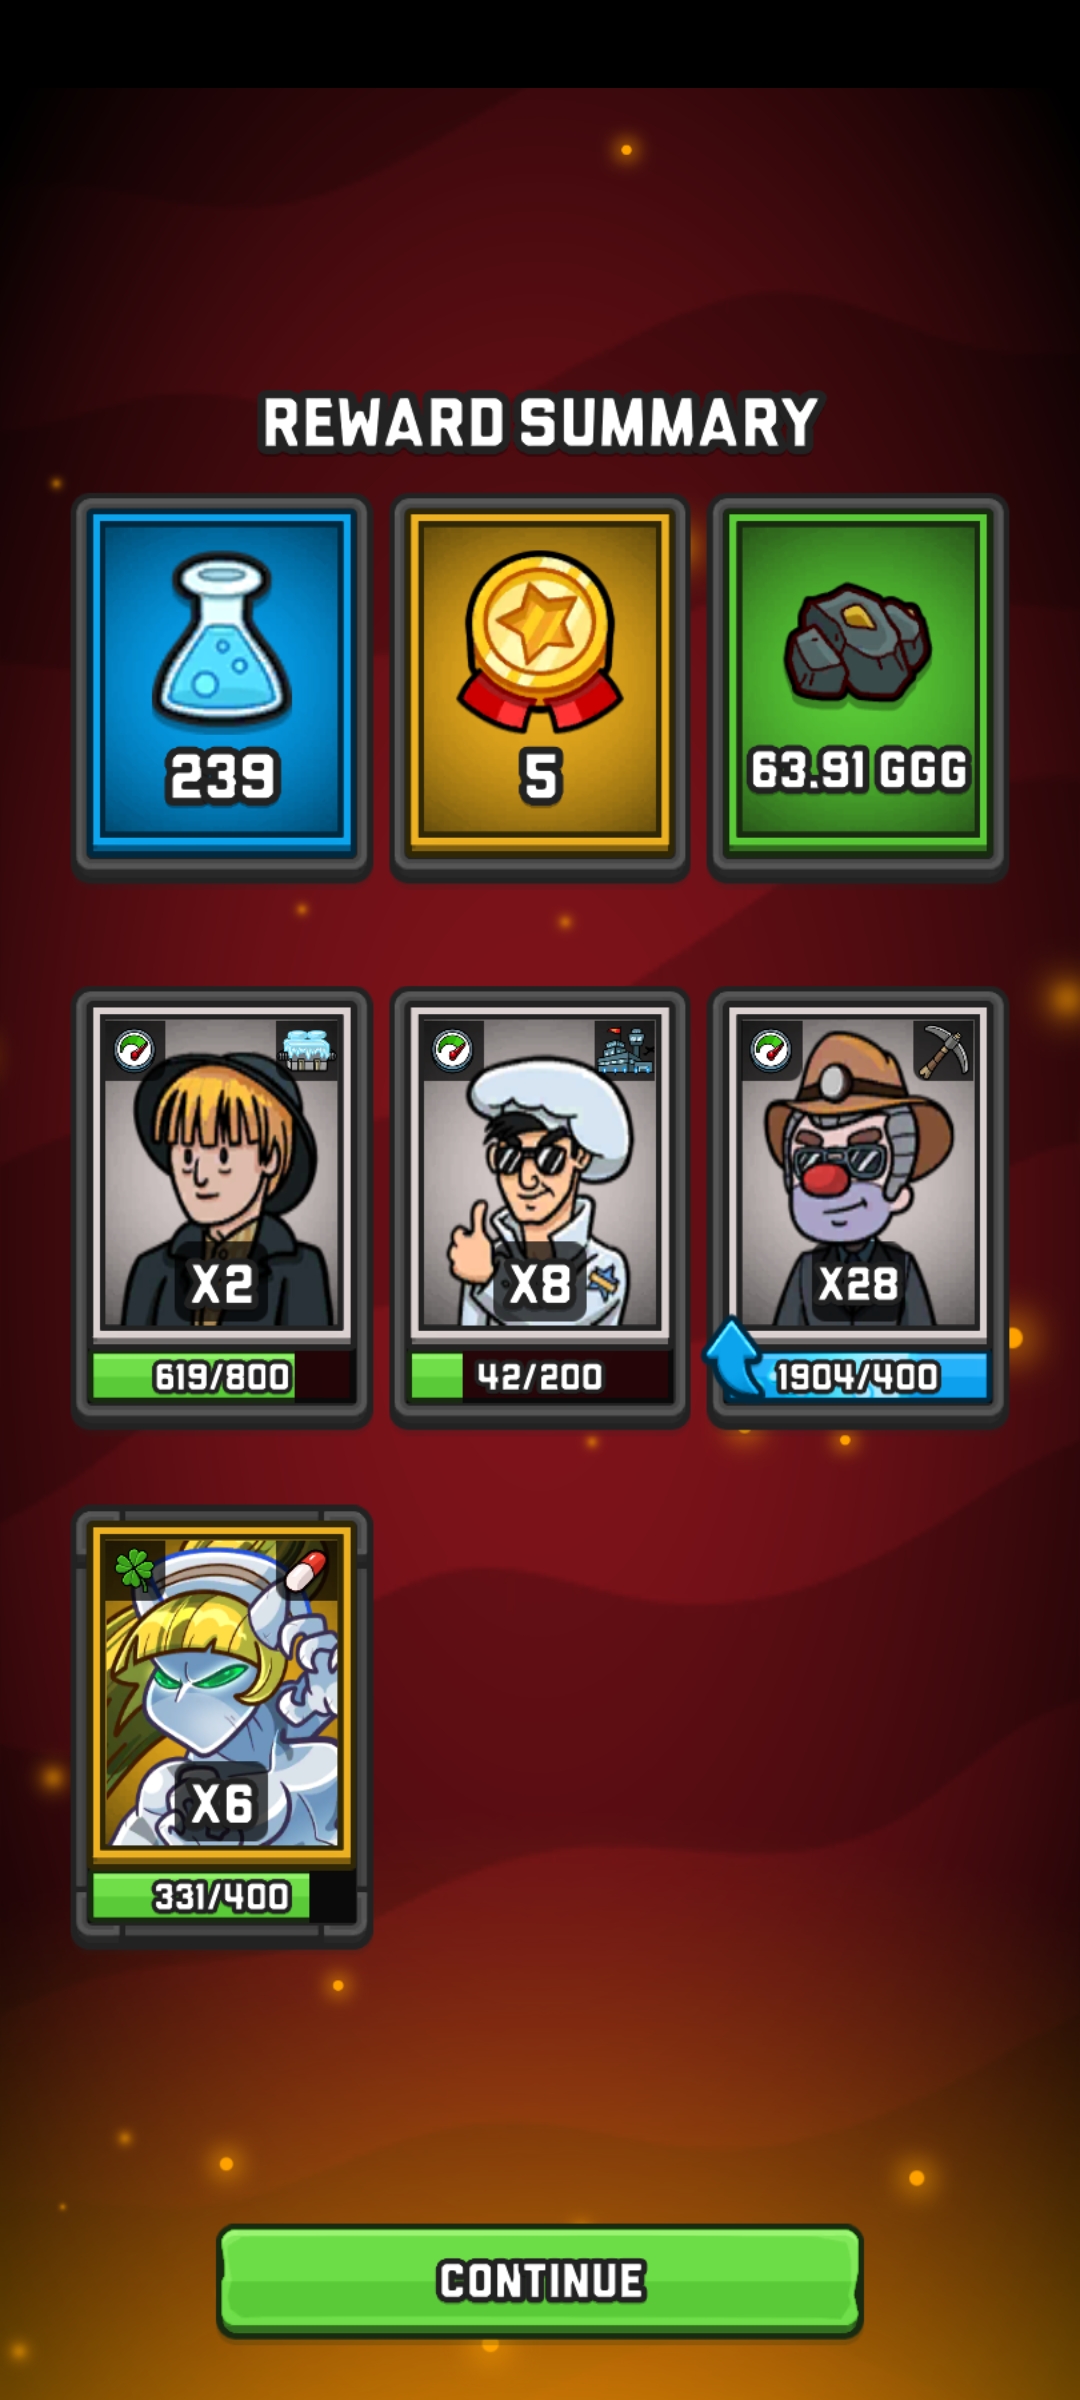 REWARD SUMMARY
239
5
63.91 GGG
X2
X8
X28
619/800
42/200
1904/400
X6
331/400
CONTINUE